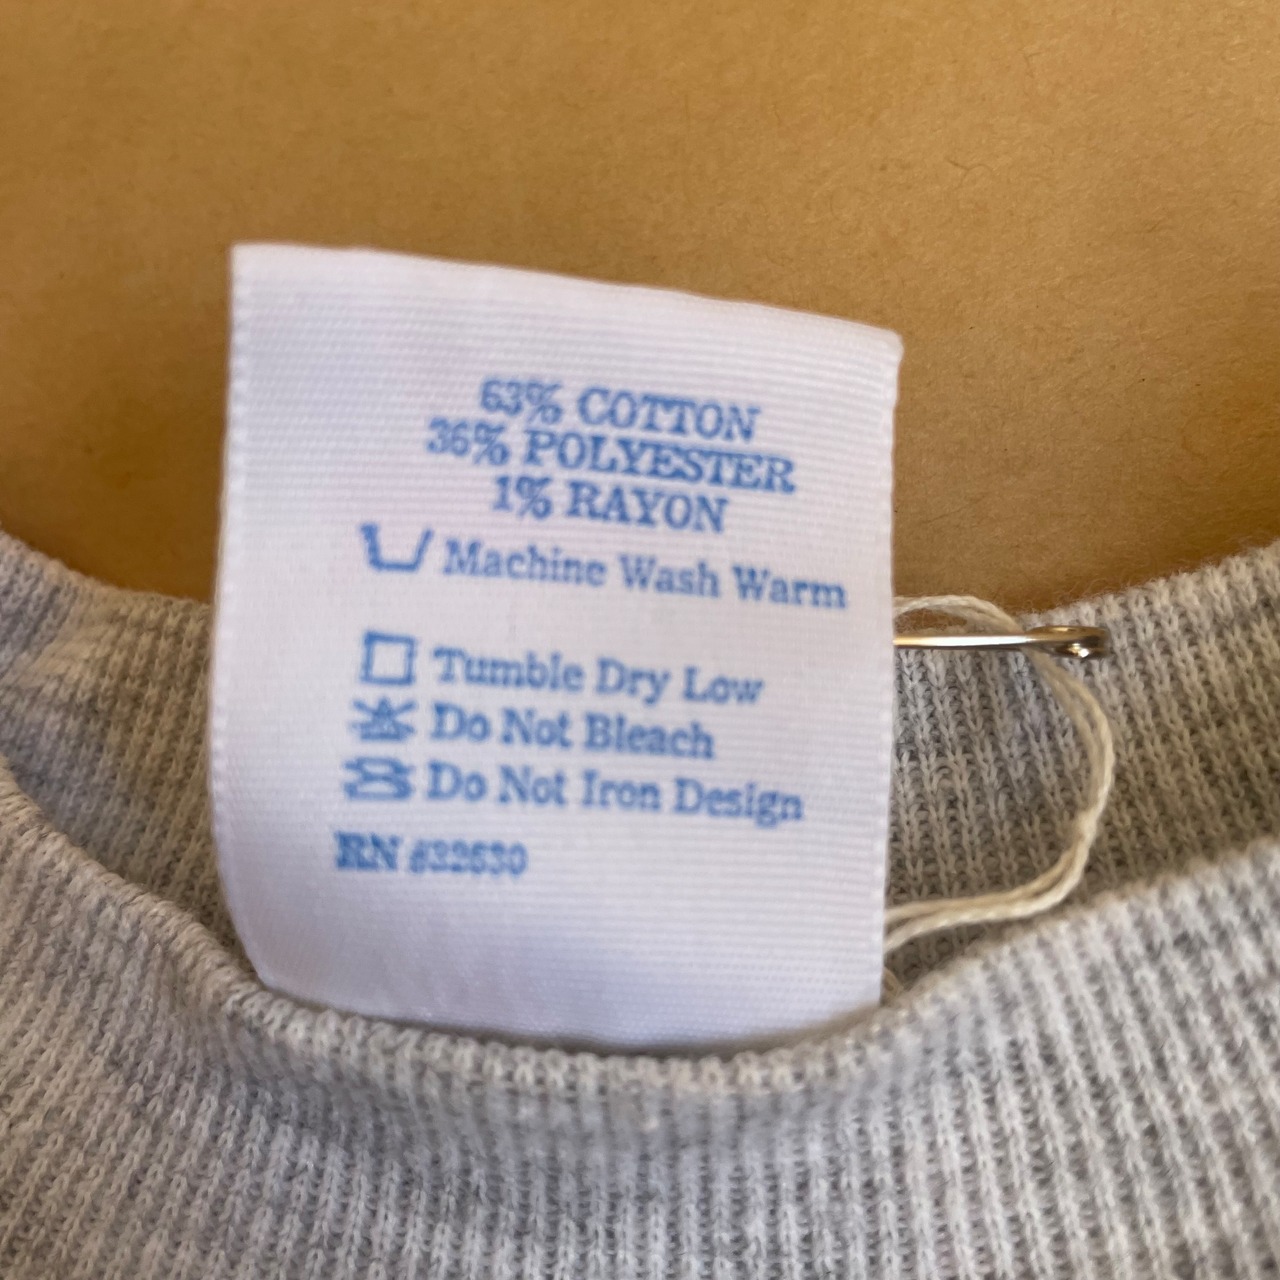 63% COTTON
36% POLYESTER
1% RAYON
Machine Wash Warm
Tumble Dry Low
Do Not Bleach
Do Not Iron Design
RN #32630